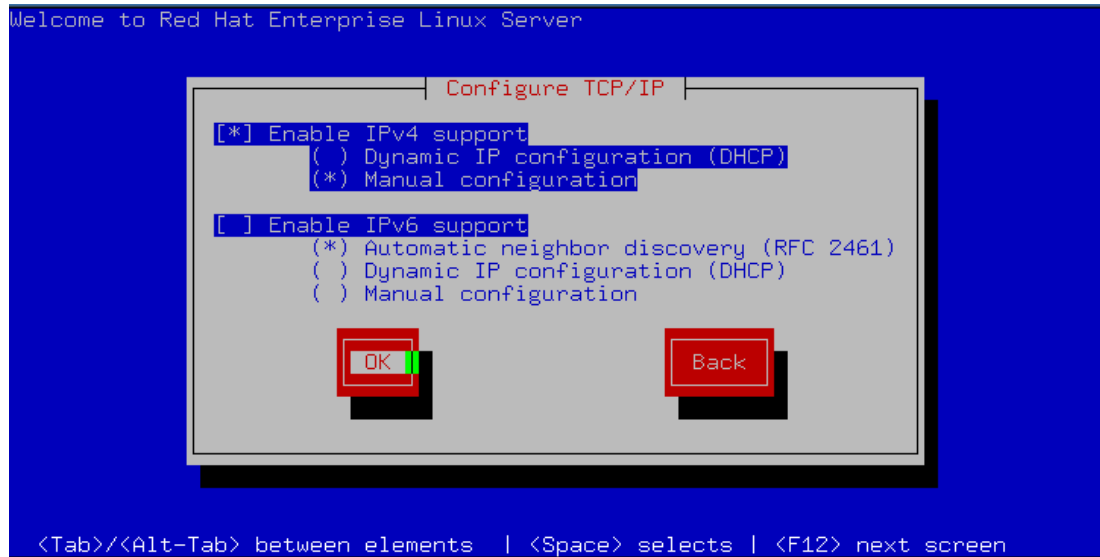 Welcome to Red Hat Enterprise Linux Server
Configure TCP/IP
[*] Enable IPv4 support
( ) Dynamic IP configuration (DHCP)
(*) Manual configuration
[ ] Enable IPv6 support
(*) Automatic neighbor discovery (RFC 2461)
( ) Dynamic IP configuration (DHCP)
( ) Manual configuration
OK Back
<Tab>/<Alt-Tab> between elements | <Space> selects | <F12> next screen